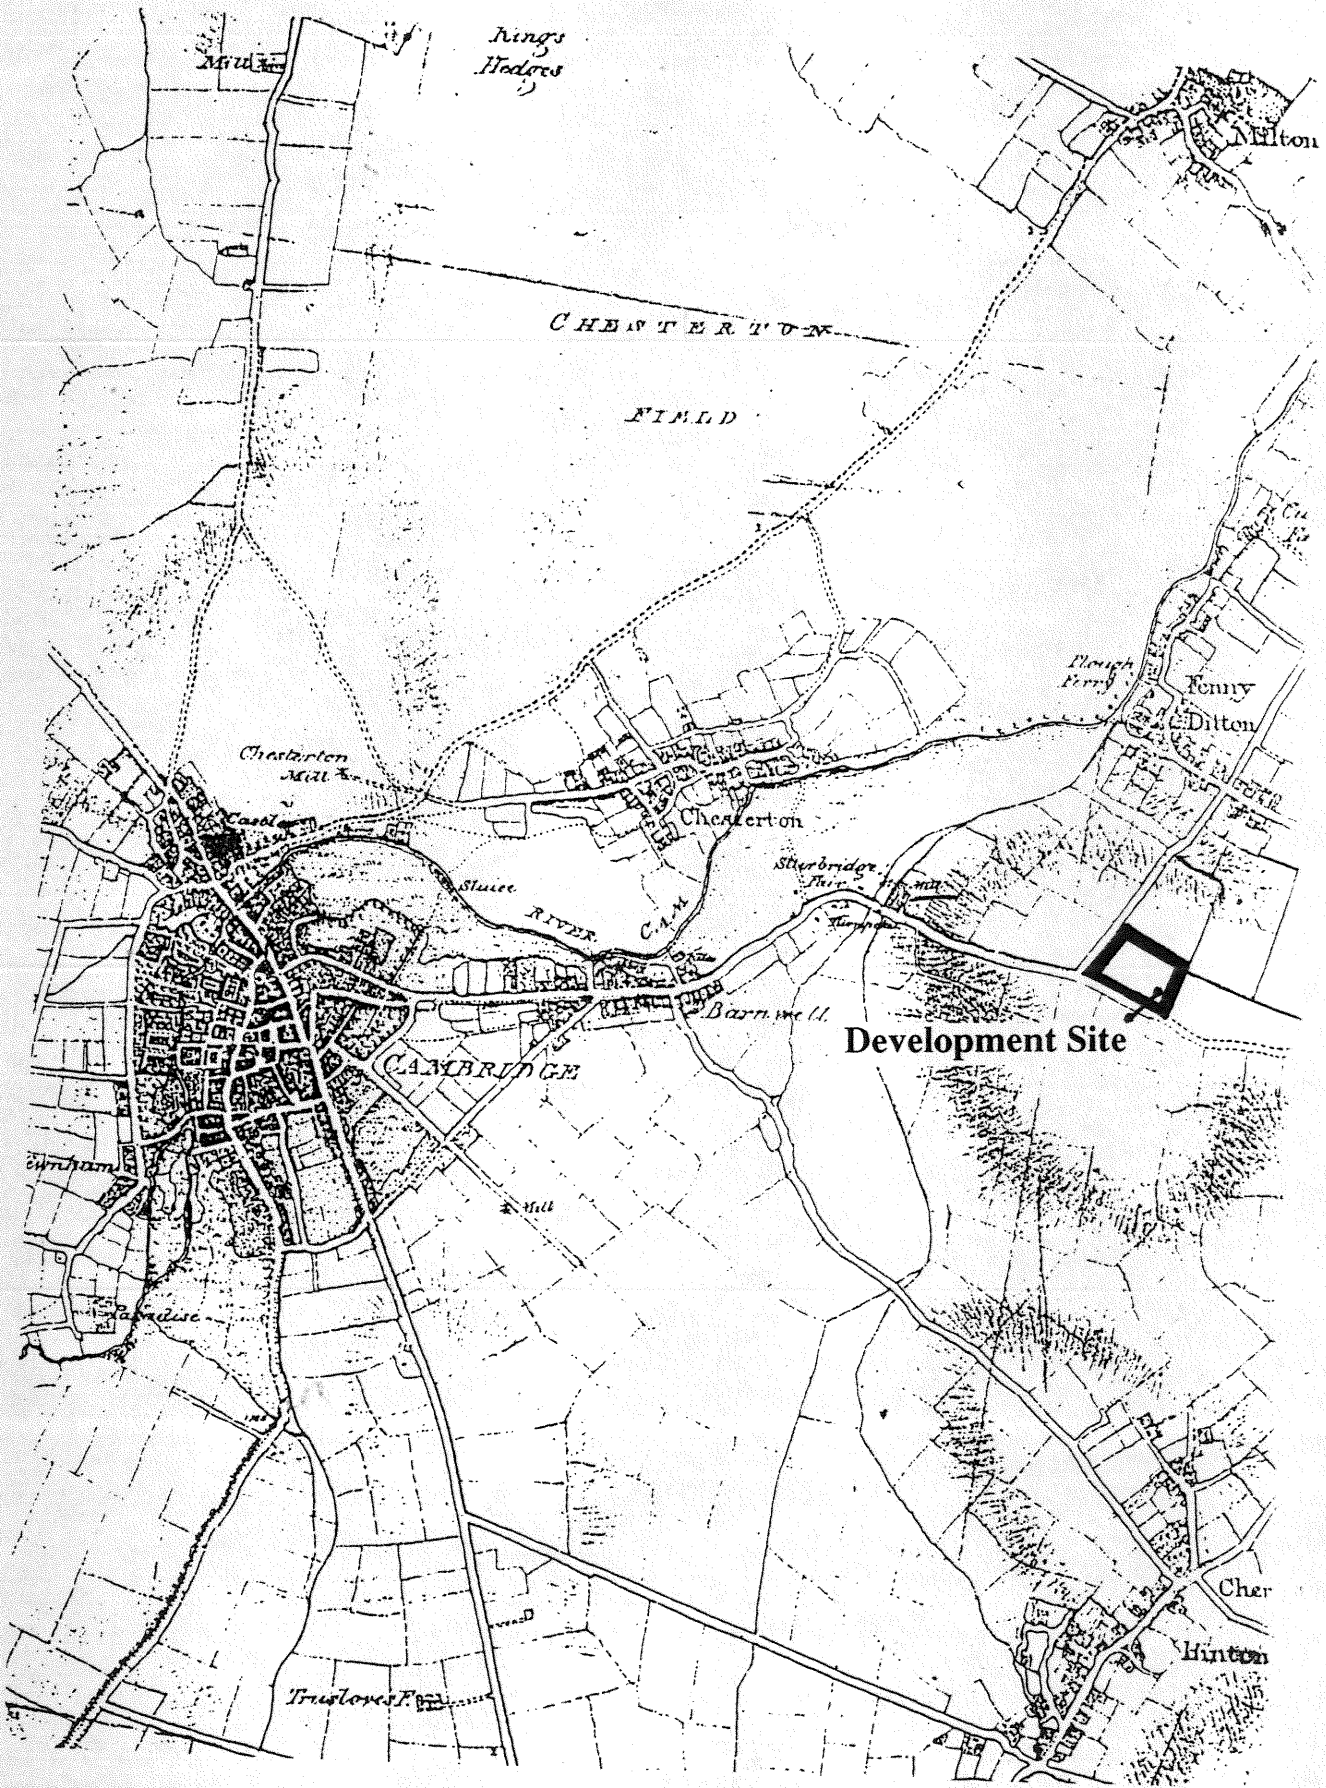 Kings
Hedges
Mill
Milton
CHESTERTON
FIELD
Plough
Ferry
Fenny
Ditton
Chesterton
Mill
Castle
Chesterton
Sturbridge
Fair
Sluice
RIVER CAM
Barnwell
Development Site
CAMBRIDGE
Mill
Paradise
Cher
Hinton
Trusloves F.